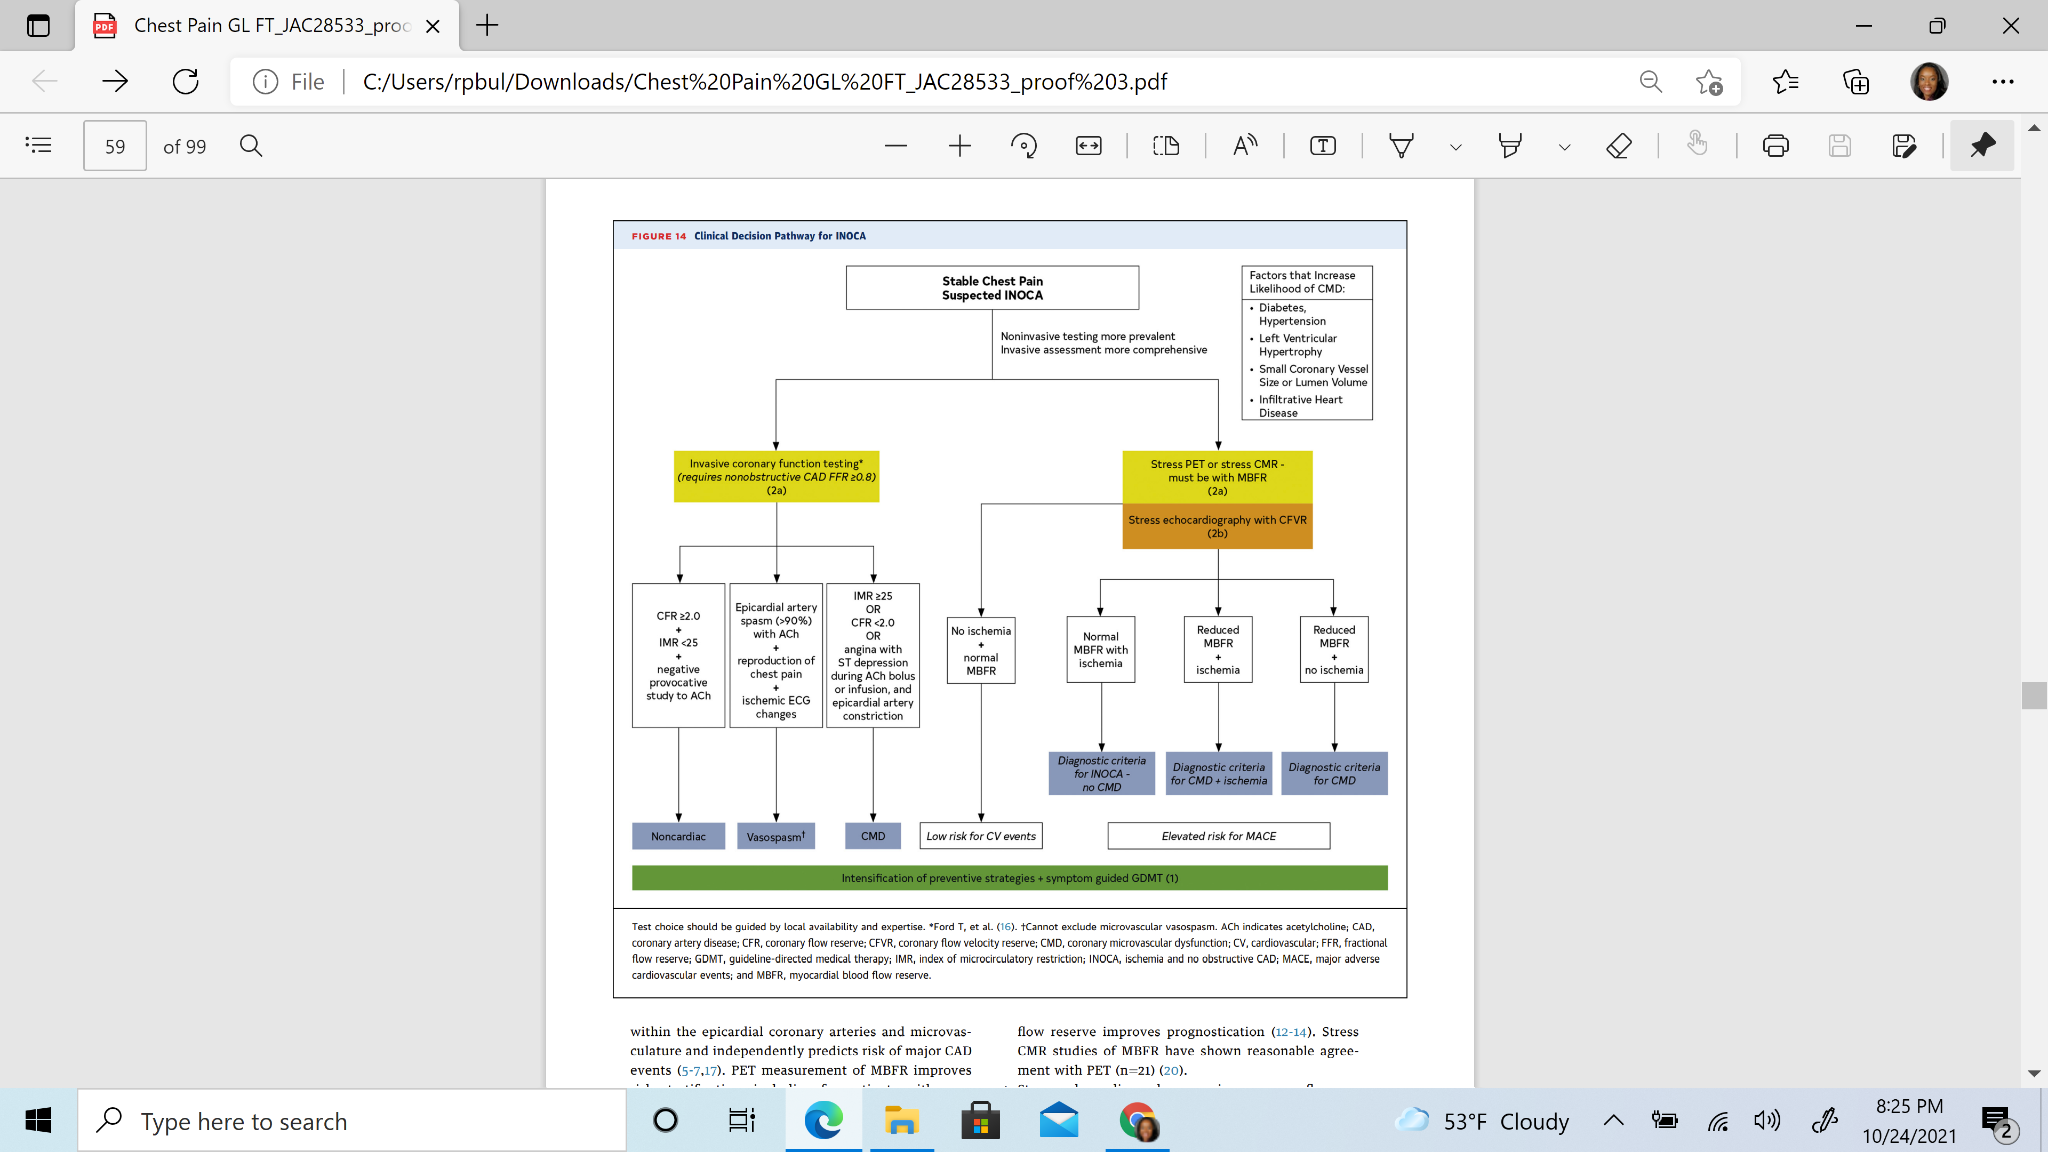 Chest Pain GL FT_JAC28533_proc
File
C:/Users/rpbul/Downloads/Chest%20Pain%20GL%20FT_JAC28533_proof%203.pdf
59
of 99
FIGURE 14 Clinical Decision Pathway for INOCA
Stable Chest Pain
Suspected INOCA
Noninvasive testing more prevalent
Invasive assessment more comprehensive
Factors that Increase
Likelihood of CMD:
• Diabetes,
Hypertension
• Left Ventricular
Hypertrophy
• Small Coronary Vessel
Size or Lumen Volume
• Infiltrative Heart
Disease
Invasive coronary function testing*
(requires nonobstructive CAD FFR ≥0.8)
(2a)
Stress PET or stress CMR -
must be with MBFR
(2a)
Stress echocardiography with CFVR
(2b)
CFR ≥2.0
+
IMR <25
+
negative
provocative
study to ACh
Epicardial artery
spasm (>90%)
with ACh
+
reproduction of
chest pain
+
ischemic ECG
changes
IMR ≥25
OR
CFR <2.0
OR
angina with
ST depression
during ACh bolus
or infusion, and
epicardial artery
constriction
No ischemia
+
normal
MBFR
Normal
MBFR with
ischemia
Reduced
MBFR
+
ischemia
Reduced
MBFR
+
no ischemia
Diagnostic criteria
for INOCA -
no CMD
Diagnostic criteria
for CMD + ischemia
Diagnostic criteria
for CMD
Noncardiac
Vasospasm†
CMD
Low risk for CV events
Elevated risk for MACE
Intensification of preventive strategies + symptom guided GDMT (1)
Test choice should be guided by local availability and expertise. *Ford T, et al. (16). †Cannot exclude microvascular vasospasm. ACh indicates acetylcholine; CAD,
coronary artery disease; CFR, coronary flow reserve; CFVR, coronary flow velocity reserve; CMD, coronary microvascular dysfunction; CV, cardiovascular; FFR, fractional
flow reserve; GDMT, guideline-directed medical therapy; IMR, index of microcirculatory restriction; INOCA, ischemia and no obstructive CAD; MACE, major adverse
cardiovascular events; and MBFR, myocardial blood flow reserve.
within the epicardial coronary arteries and microvas-
culature and independently predicts risk of major CAD
events (5-7,17). PET measurement of MBFR improves
flow reserve improves prognostication (12-14). Stress
CMR studies of MBFR have shown reasonable agree-
ment with PET (n=21) (20).
Type here to search
53°F Cloudy
8:25 PM
10/24/2021
2